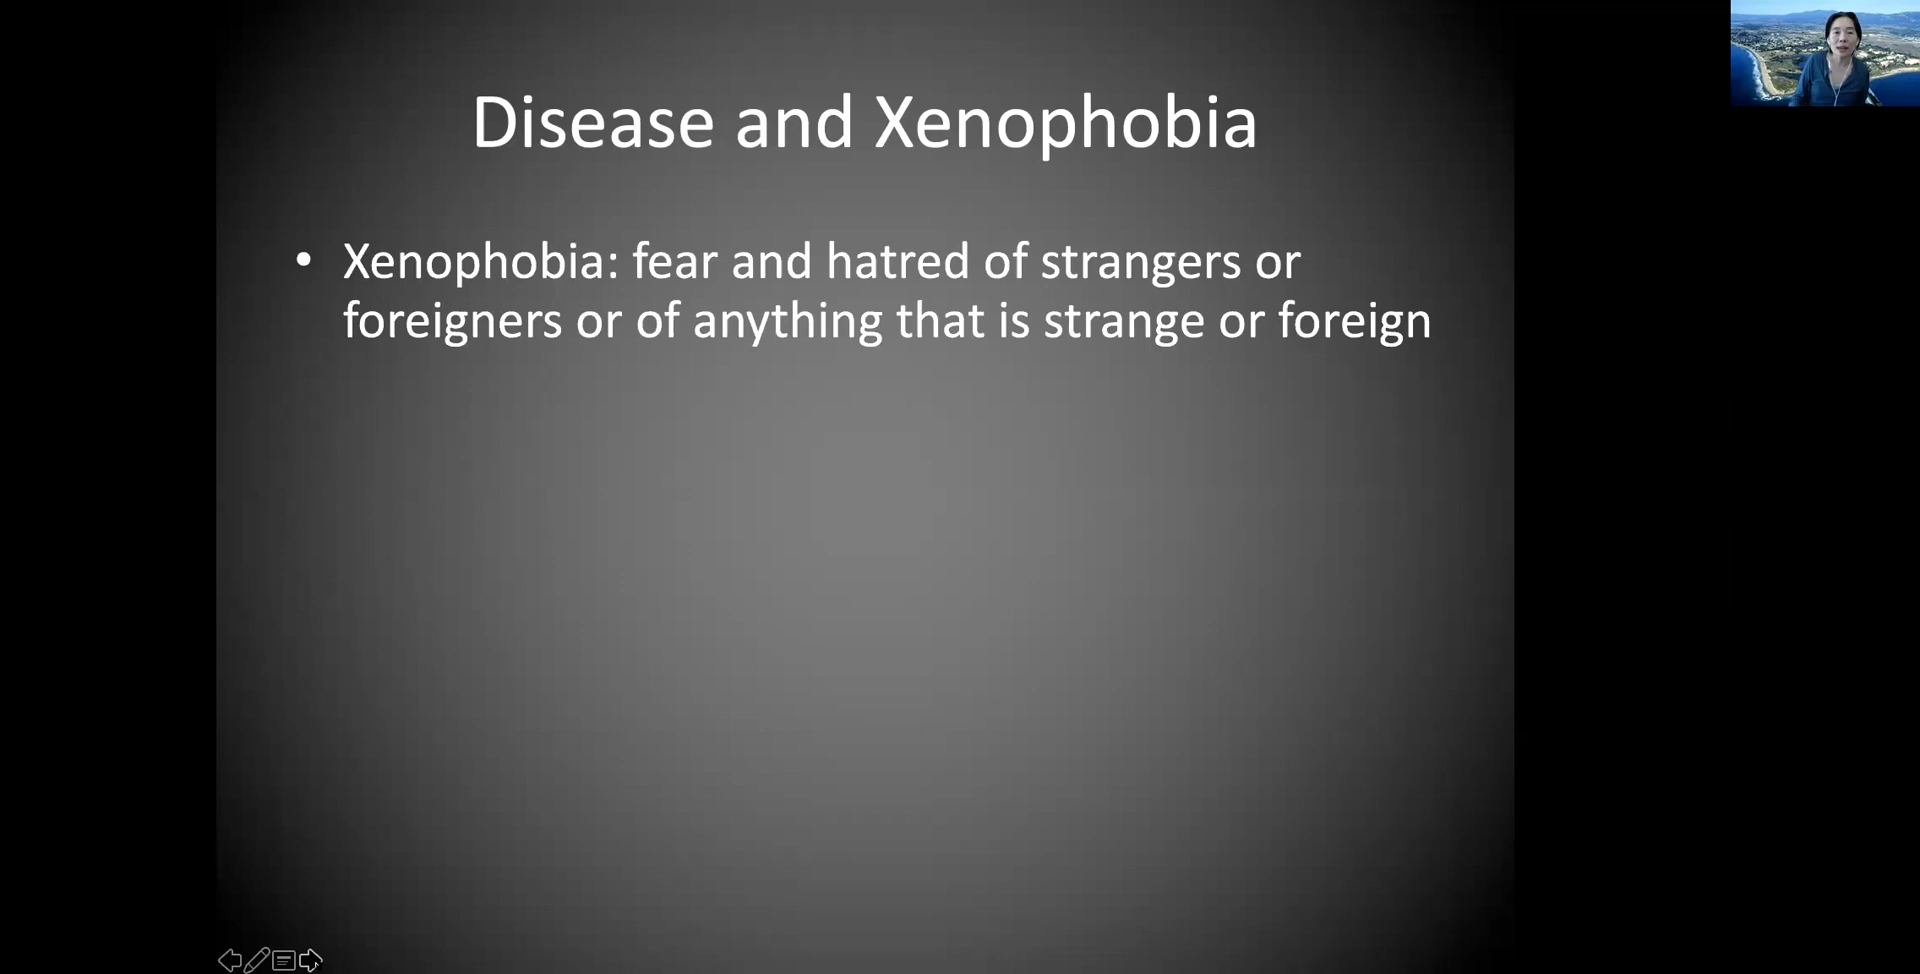 Disease and Xenophobia
• Xenophobia: fear and hatred of strangers or
foreigners or of anything that is strange or foreign